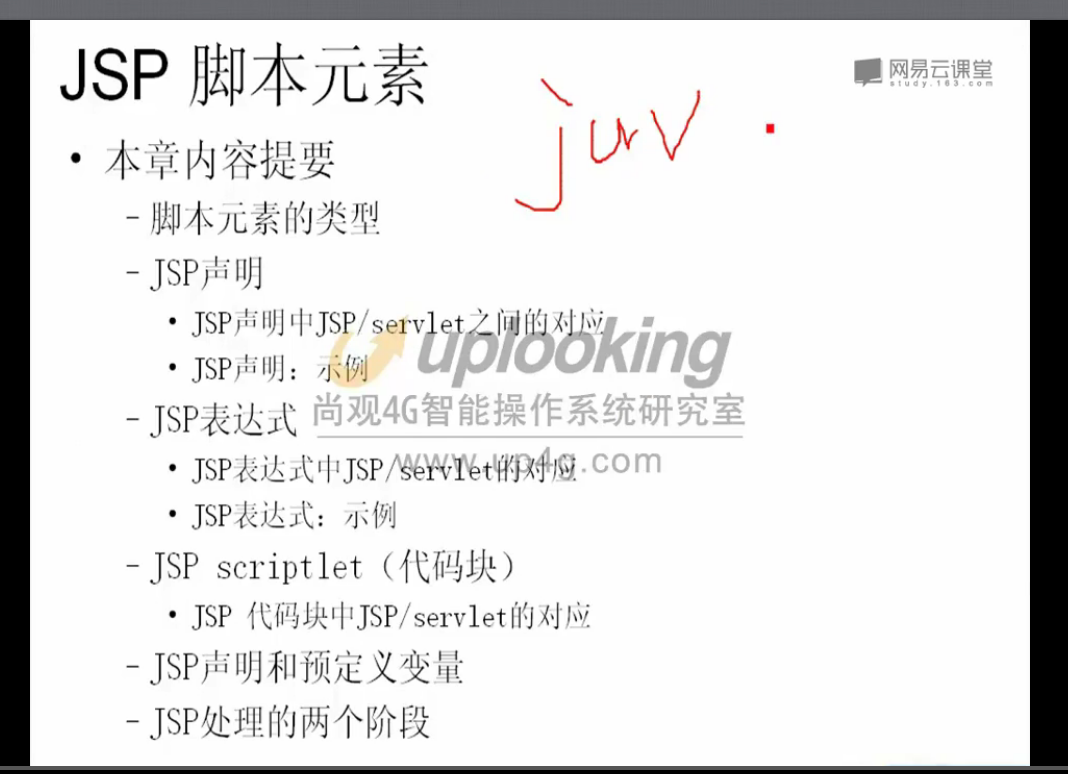 JSP 脚本元素
网易云课堂
study.163.com
• 本章内容提要
– 脚本元素的类型
– JSP声明
• JSP声明中JSP/servlet之间的对应
• JSP声明：示例
uplooking
尚观4G智能操作系统研究室
www.up4g.com
– JSP表达式
• JSP表达式中JSP/servlet的对应
• JSP表达式：示例
– JSP scriptlet（代码块）
• JSP 代码块中JSP/servlet的对应
– JSP声明和预定义变量
– JSP处理的两个阶段